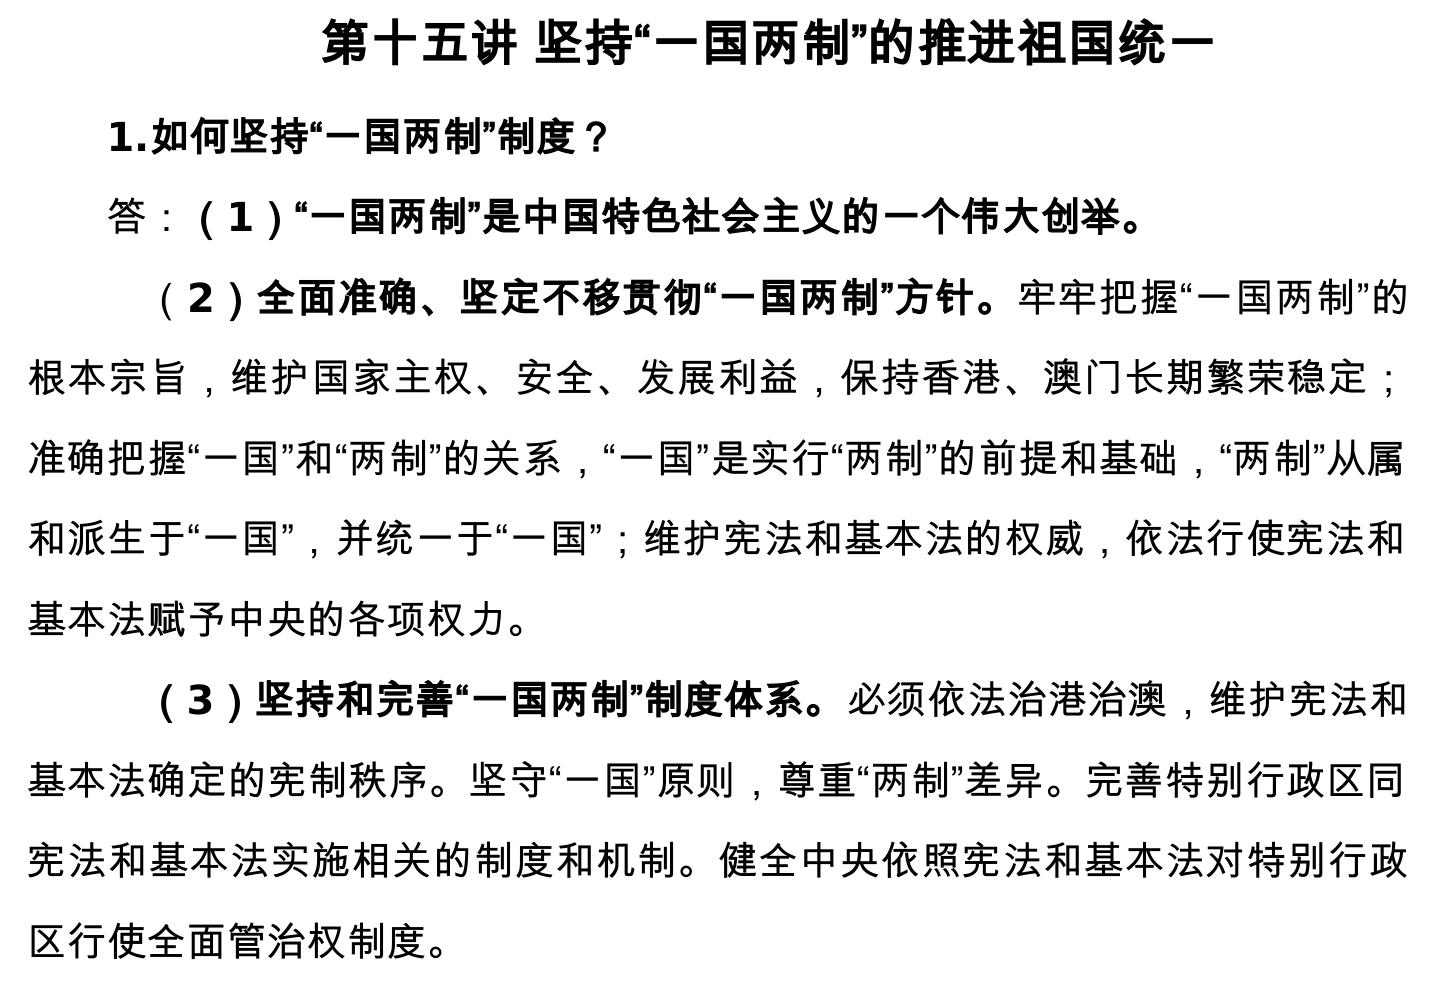 第十五讲 坚持“一国两制”的推进祖国统一
1.如何坚持“一国两制”制度？
答：（1）“一国两制”是中国特色社会主义的一个伟大创举。
（2）全面准确、坚定不移贯彻“一国两制”方针。牢牢把握“一国两制”的
根本宗旨，维护国家主权、安全、发展利益，保持香港、澳门长期繁荣稳定；
准确把握“一国”和“两制”的关系，“一国”是实行“两制”的前提和基础，“两制”从属
和派生于“一国”，并统一于“一国”；维护宪法和基本法的权威，依法行使宪法和
基本法赋予中央的各项权力。
（3）坚持和完善“一国两制”制度体系。必须依法治港治澳，维护宪法和
基本法确定的宪制秩序。坚守“一国”原则，尊重“两制”差异。完善特别行政区同
宪法和基本法实施相关的制度和机制。健全中央依照宪法和基本法对特别行政
区行使全面管治权制度。